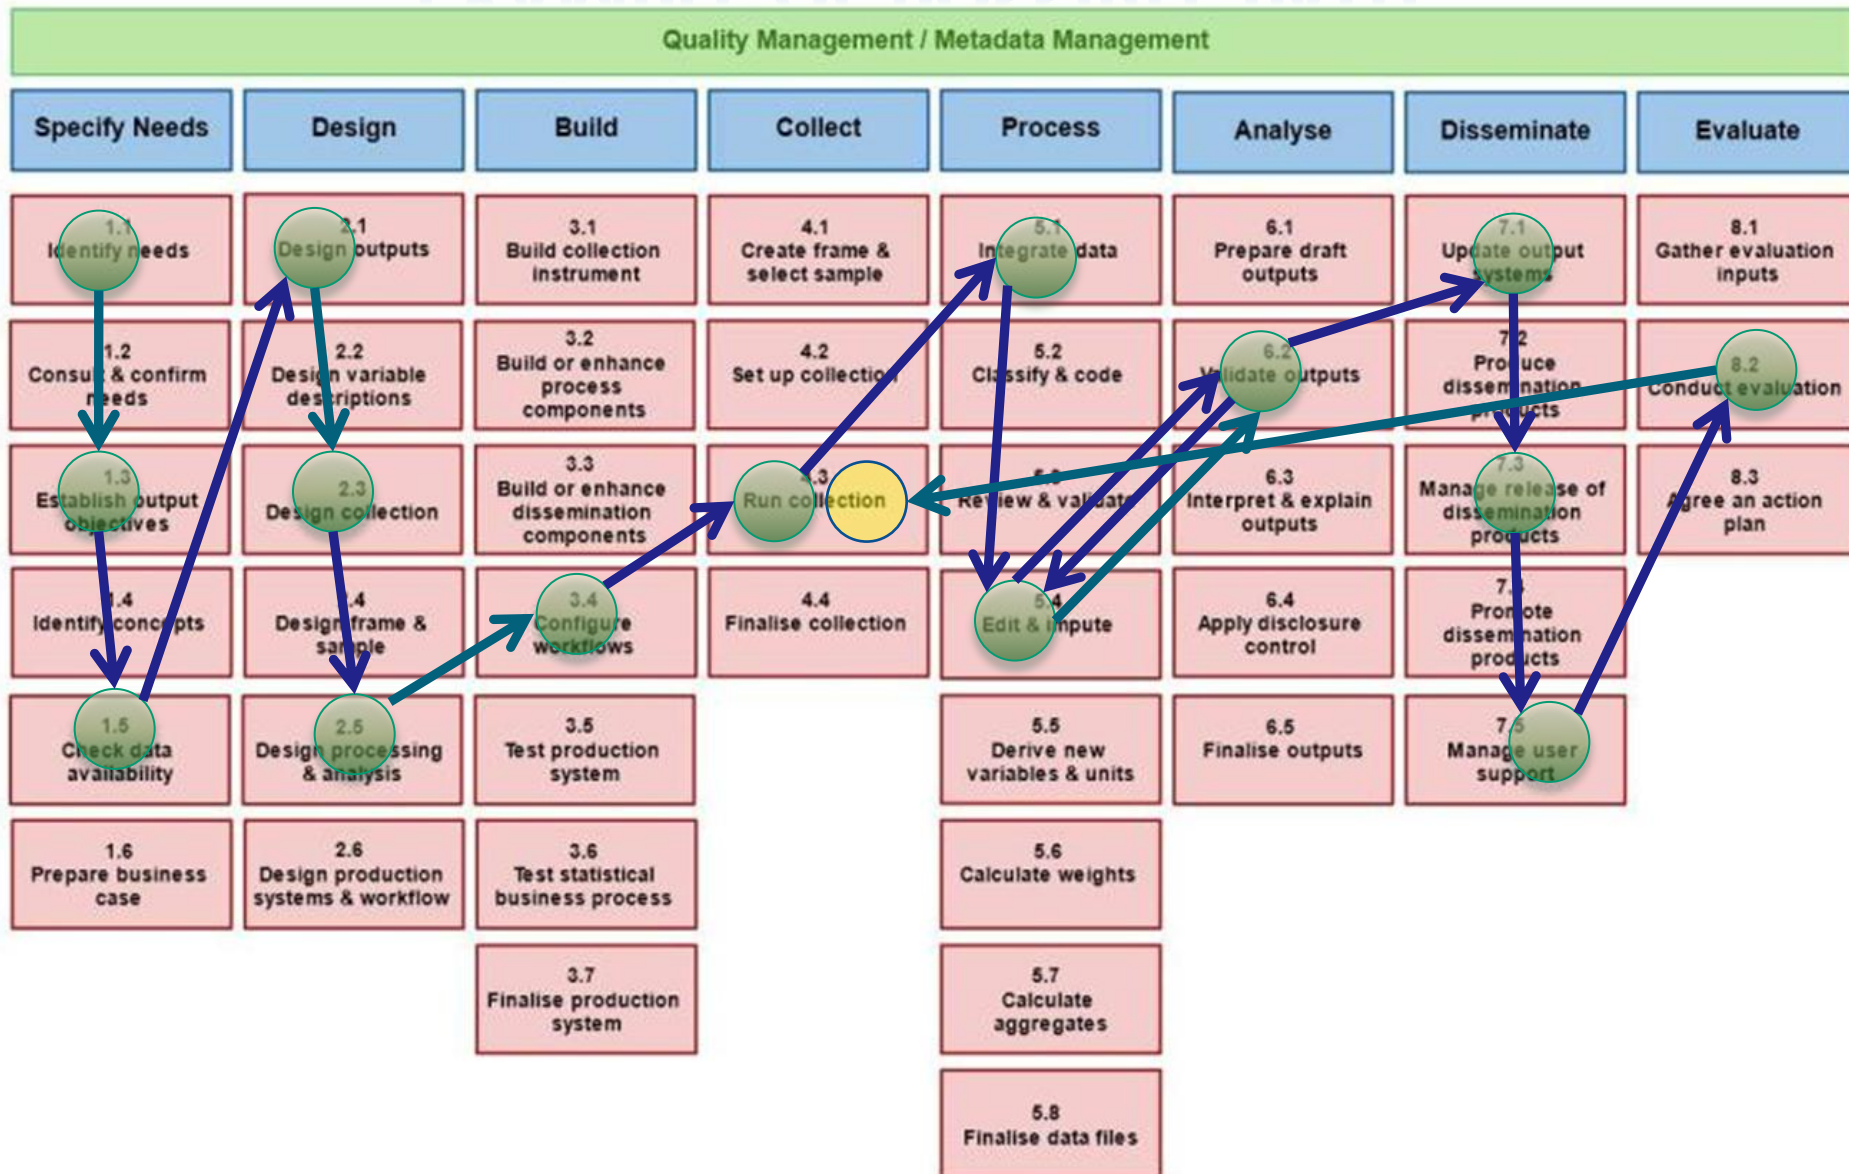 Quality Management / Metadata Management
Specify Needs
Design
Build
Collect
Process
Analyse
Disseminate
Evaluate
1.1
Identify needs
1.2
Consult & confirm
needs
1.3
Establish output
objectives
1.4
Identify concepts
1.5
Check data
availability
1.6
Prepare business
case
2.1
Design outputs
2.2
Design variable
descriptions
2.3
Design collection
2.4
Design frame &
sample
2.5
Design processing
& analysis
2.6
Design production
systems & workflow
3.1
Build collection
instrument
3.2
Build or enhance
process
components
3.3
Build or enhance
dissemination
components
3.4
Configure
workflows
3.5
Test production
system
3.6
Test statistical
business process
3.7
Finalise production
system
4.1
Create frame &
select sample
4.2
Set up collection
4.3
Run collection
4.4
Finalise collection
5.1
Integrate data
5.2
Classify & code
5.3
Review & validate
5.4
Edit & impute
5.5
Derive new
variables & units
5.6
Calculate weights
5.7
Calculate
aggregates
5.8
Finalise data files
6.1
Prepare draft
outputs
6.2
Validate outputs
6.3
Interpret & explain
outputs
6.4
Apply disclosure
control
6.5
Finalise outputs
7.1
Update output
systems
7.2
Produce
dissemination
products
7.3
Manage release of
dissemination
products
7.4
Promote
dissemination
products
7.5
Manage user
support
8.1
Gather evaluation
inputs
8.2
Conduct evaluation
8.3
Agree an action
plan